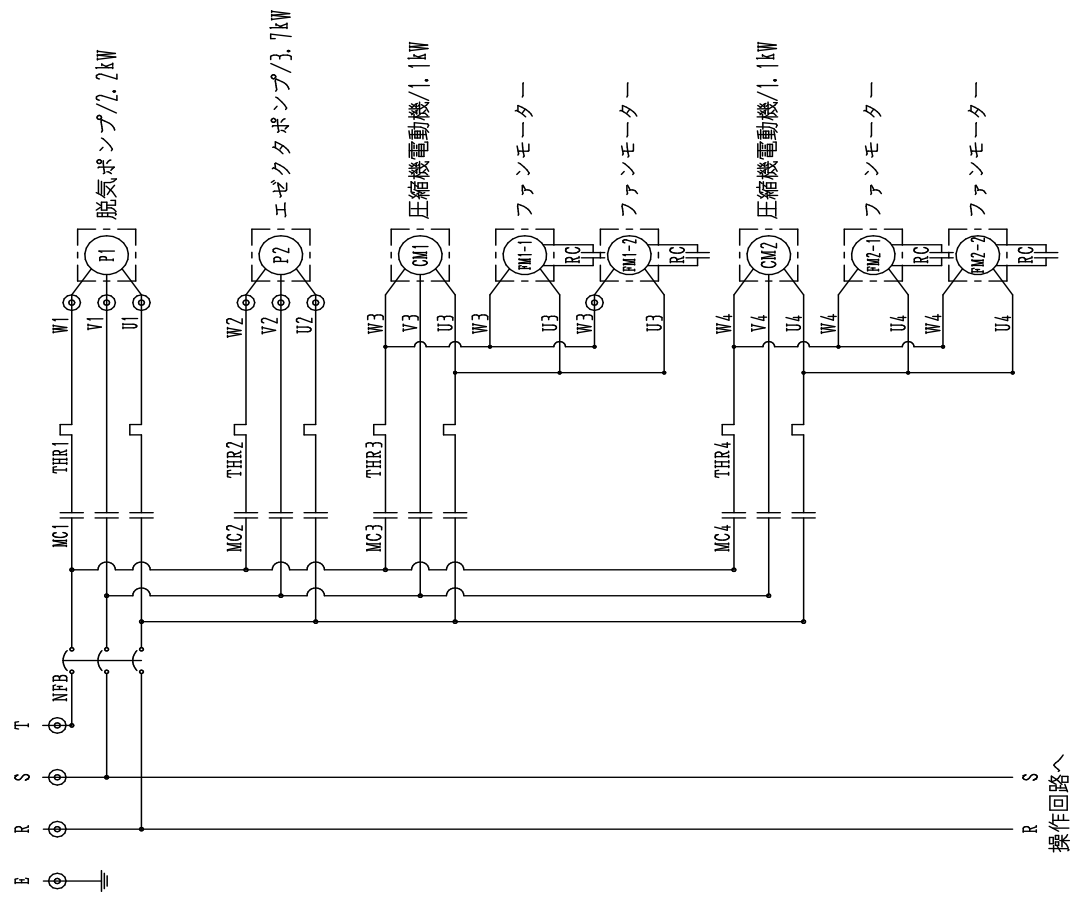 脱気ポンプ/2.2kW
エゼクタポンプ/3.7kW
圧縮機電動機/1.1kW
ファンモーター
ファンモーター
圧縮機電動機/1.1kW
ファンモーター
ファンモーター
P1
P2
CM1
FM1-1
RC
FM1-2
RC
CM2
FM2-1
RC
FM2-2
RC
W1
V1
U1
W2
V2
U2
W3
V3
U3
W3
U3
W3
U3
W4
V4
U4
W4
U4
W4
U4
THR1
THR2
THR3
THR4
MC1
MC2
MC3
MC4
NFB
T
S
R
E
S
R
操作回路へ